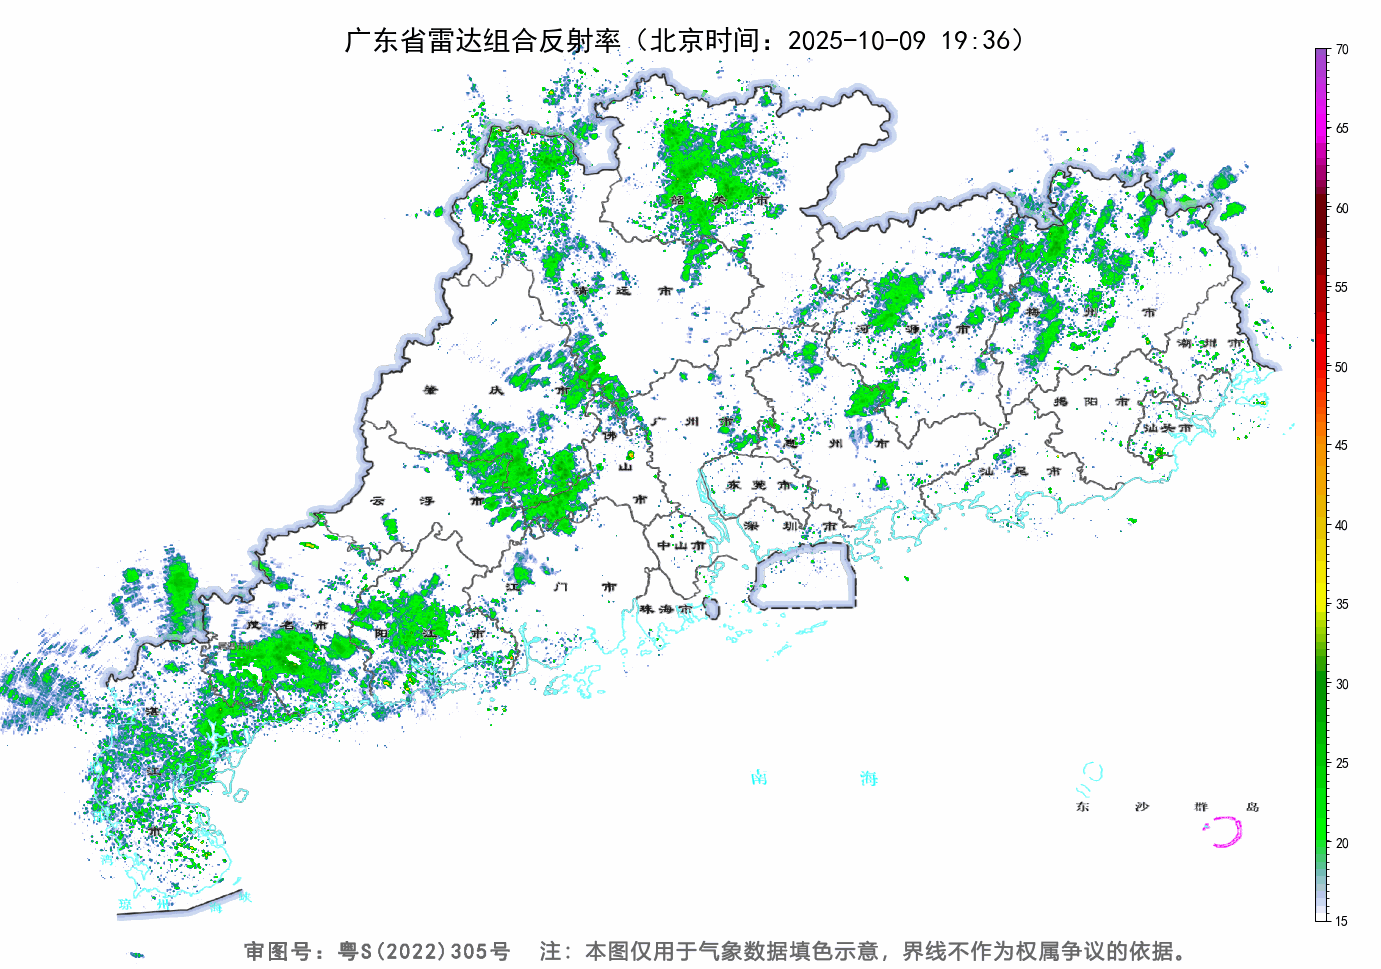 广东省雷达组合反射率（北京时间：2025-10-09 19:36）
70
65
60
55
50
45
40
35
30
25
20
15
韶关市
清远市
梅州市
河源市
潮州市
肇庆市
揭阳市
广州市
佛山市
惠州市
汕头市
汕尾市
云浮市
东莞市
深圳市
中山市
江门市
珠海市
茂名市
阳江市
湛江市
南海
东沙群岛
琼州海峡
审图号：粤S(2022)305号 注：本图仅用于气象数据填色示意，界线不作为权属争议的依据。